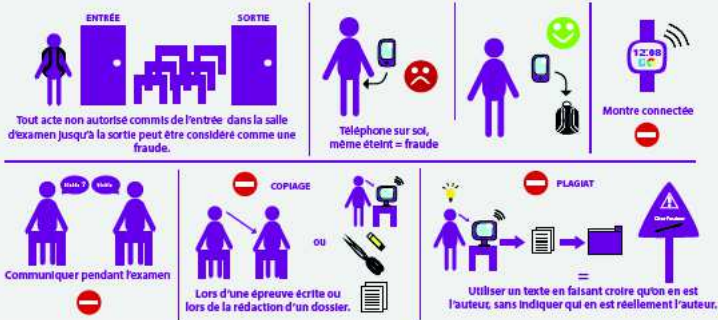 ENTRÉE
SORTIE
Tout acte non autorisé commis de l'entrée dans la salle
d'examen jusqu'à la sortie peut être considéré comme une
fraude.
Téléphone sur soi,
même éteint = fraude
12:08
Montre connectée
Communiquer pendant l'examen
COPIAGE
OU
Lors d'une épreuve écrite ou
lors de la rédaction d'un dossier.
PLAGIAT
=
Utiliser un texte en faisant croire qu'on en est
l'auteur, sans indiquer qui en est réellement l'auteur.